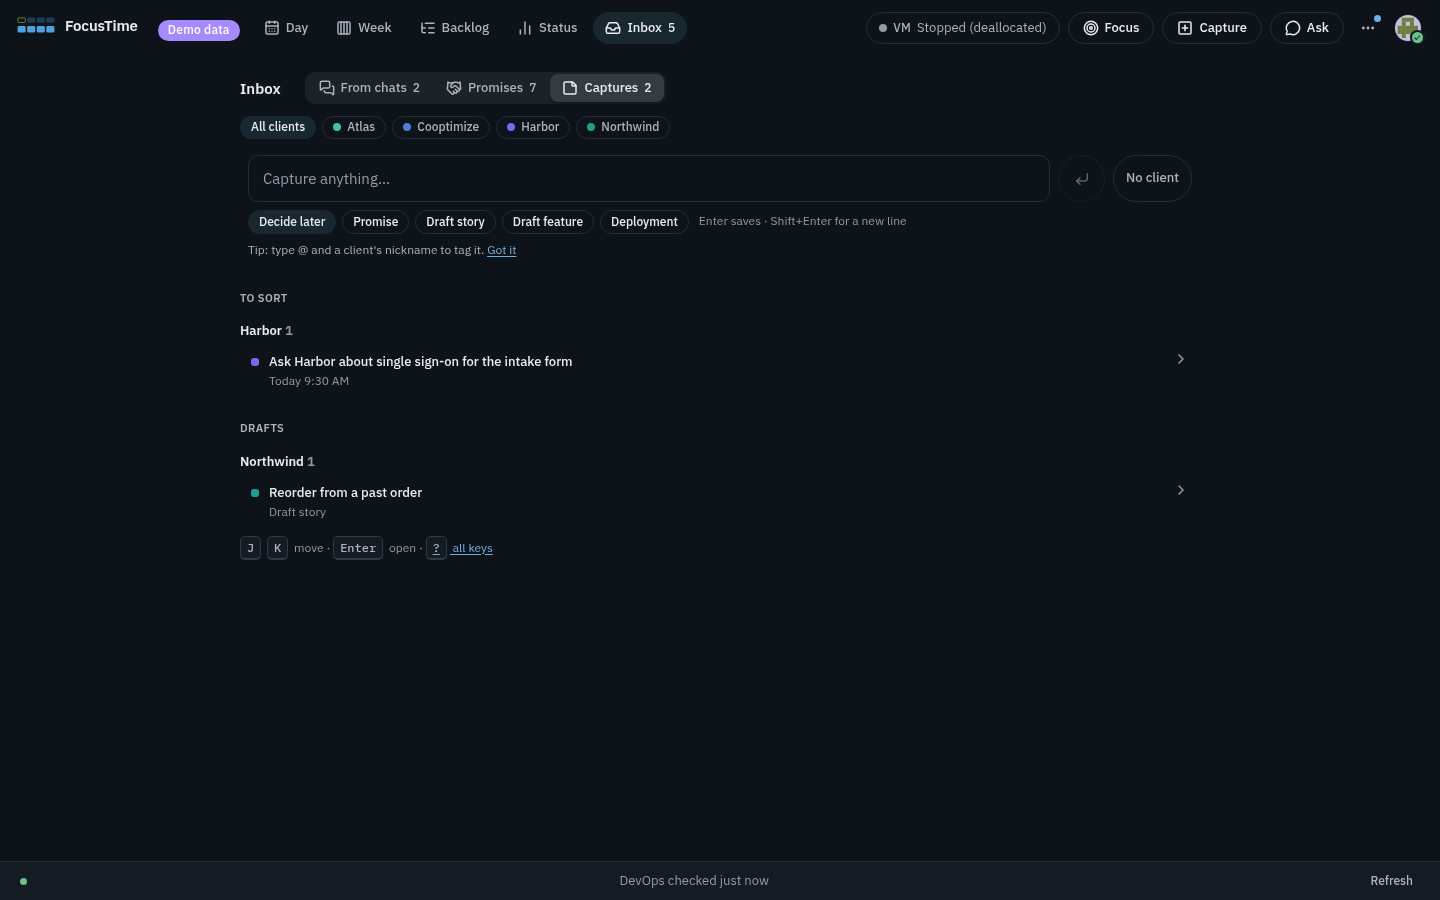 FocusTime
Demo data
Day
Week
Backlog
Status
Inbox 5
VM Stopped (deallocated)
Focus
Capture
Ask
Inbox
From chats 2
Promises 7
Captures 2
All clients
Atlas
Cooptimize
Harbor
Northwind
Capture anything...
No client
Decide later
Promise
Draft story
Draft feature
Deployment
Enter saves · Shift+Enter for a new line
Tip: type @ and a client's nickname to tag it. Got it
TO SORT
Harbor 1
Ask Harbor about single sign-on for the intake form
Today 9:30 AM
DRAFTS
Northwind 1
Reorder from a past order
Draft story
J K move · Enter open · ? all keys
DevOps checked just now
Refresh